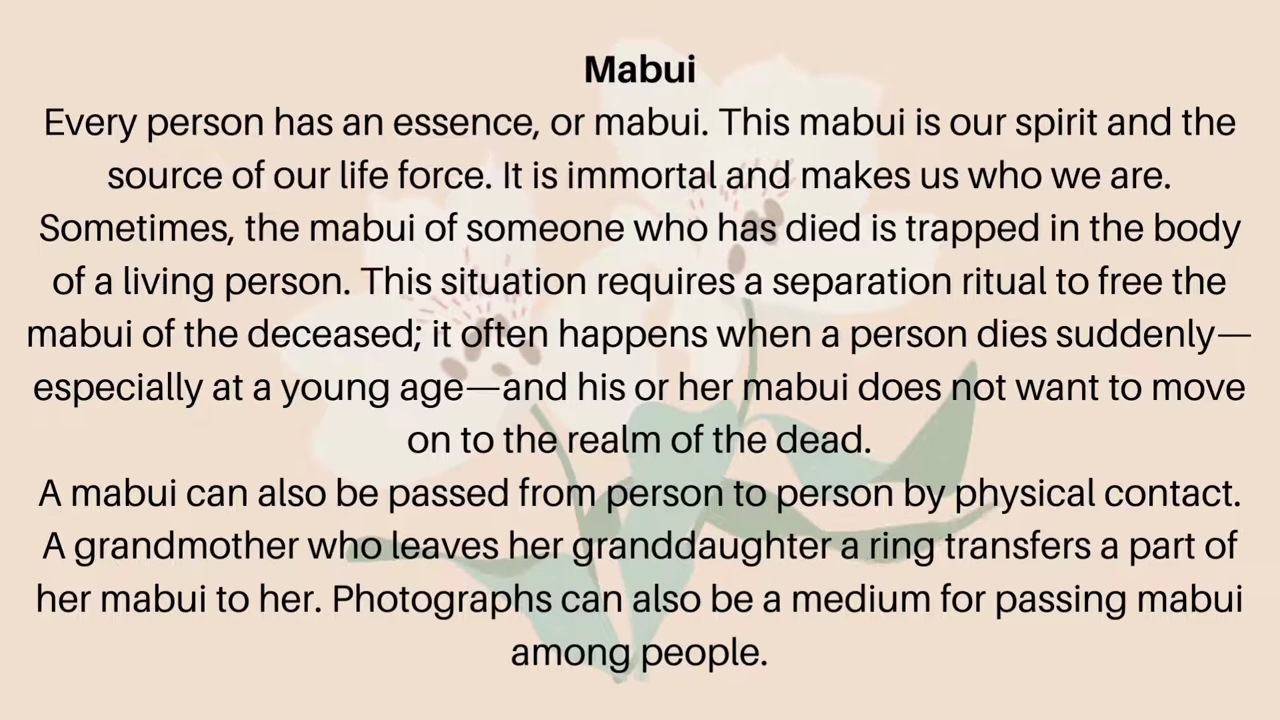 Mabui
Every person has an essence, or mabui. This mabui is our spirit and the
source of our life force. It is immortal and makes us who we are.
Sometimes, the mabui of someone who has died is trapped in the body
of a living person. This situation requires a separation ritual to free the
mabui of the deceased; it often happens when a person dies suddenly—
especially at a young age—and his or her mabui does not want to move
on to the realm of the dead.
A mabui can also be passed from person to person by physical contact.
A grandmother who leaves her granddaughter a ring transfers a part of
her mabui to her. Photographs can also be a medium for passing mabui
among people.